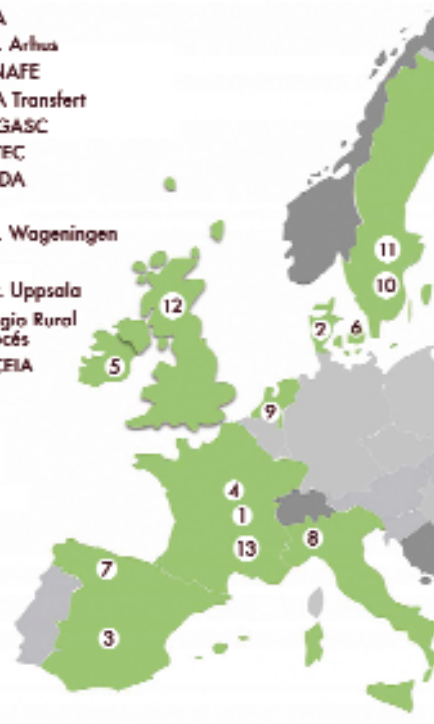 A
. Arhus
NAFE
A Transfert
GASC
TEC
DA
. Wageningen
. Uppsala
gio Rural
océs
CEIA
11
10
12
2
6
5
9
4
1
13
8
7
3